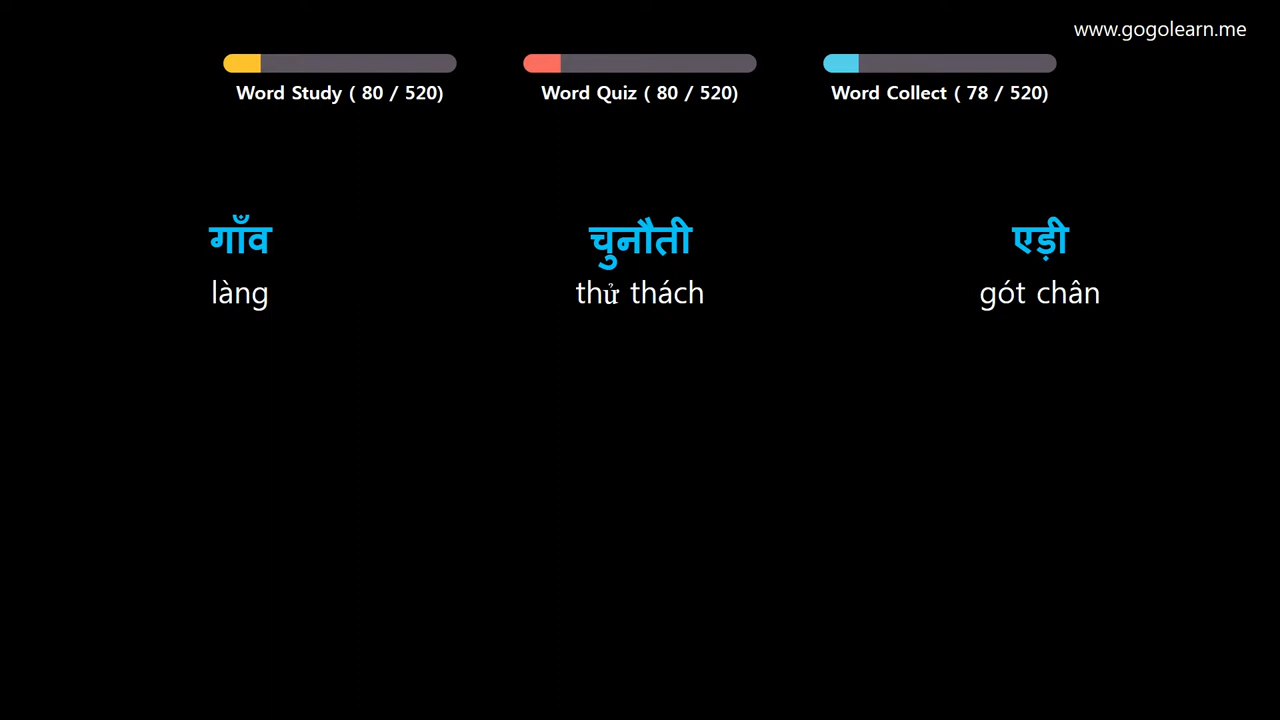 www.gogolearn.me
Word Study ( 80 / 520)
Word Quiz ( 80 / 520)
Word Collect ( 78 / 520)
गाँव
चुनौती
एड़ी
làng
thử thách
gót chân